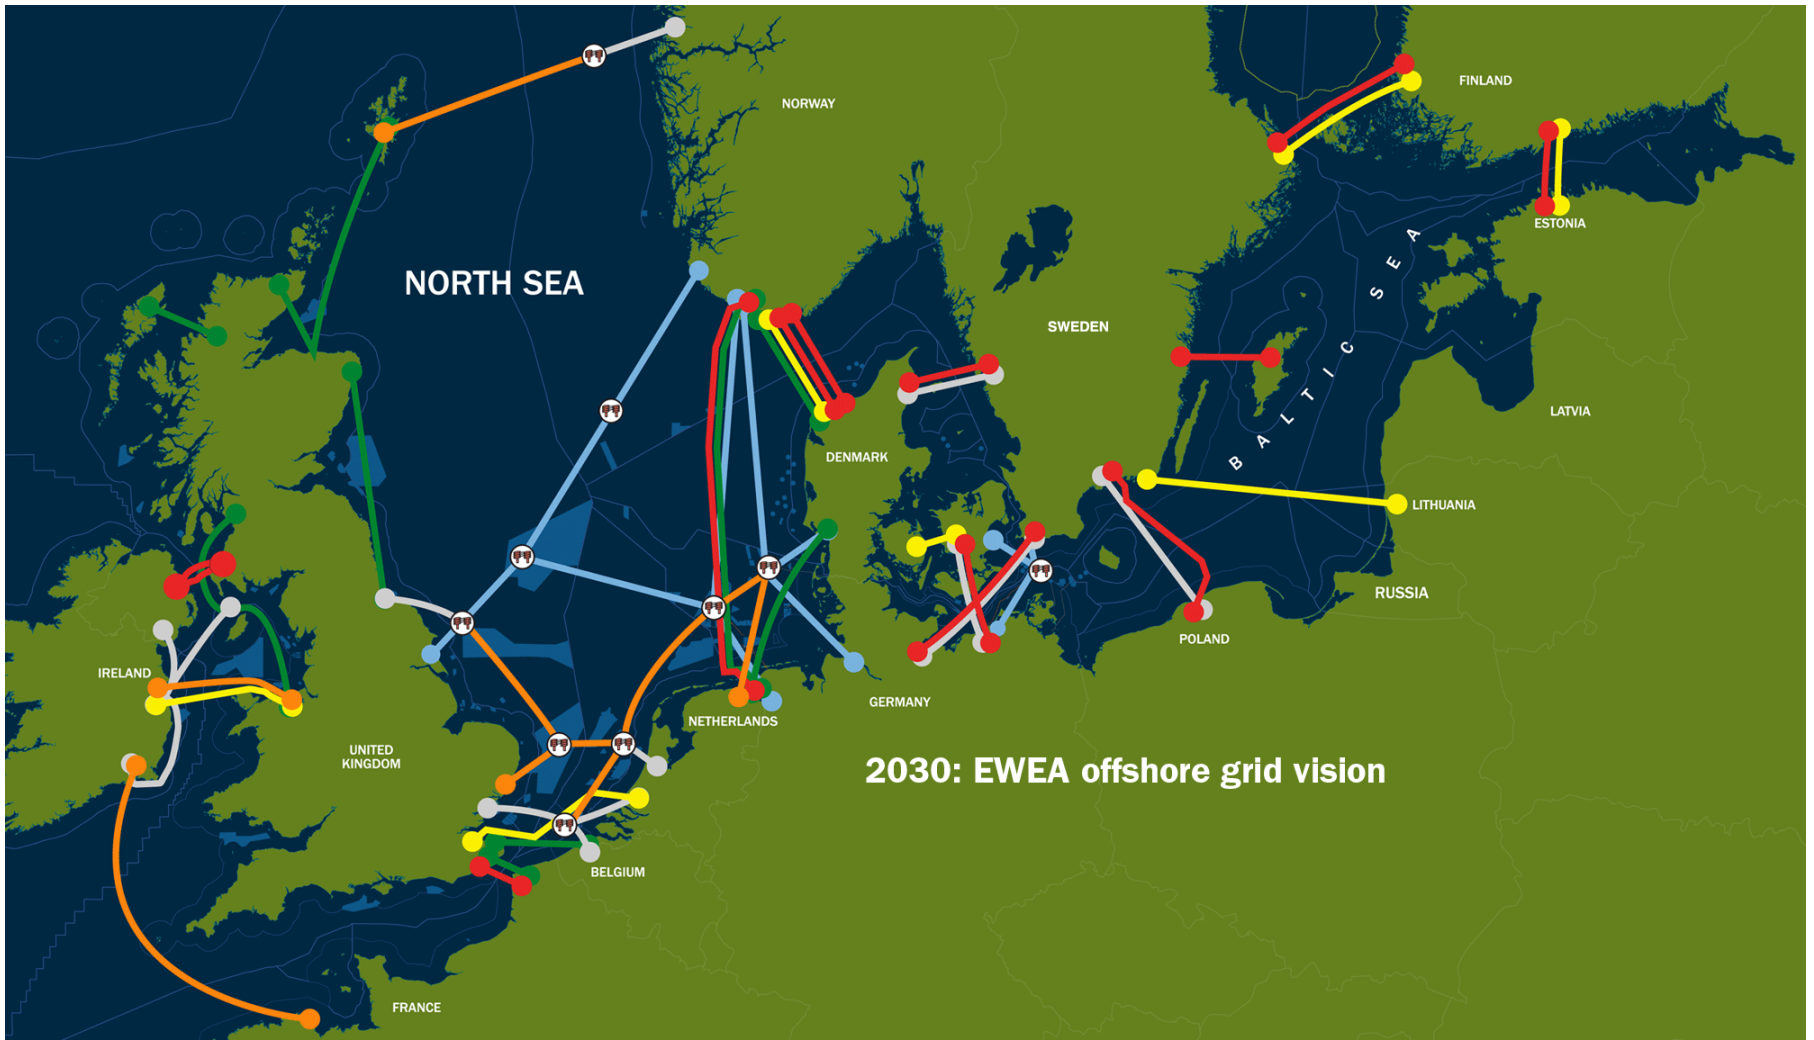 FINLAND
NORWAY
ESTONIA
NORTH SEA
SWEDEN
BALTIC SEA
LATVIA
DENMARK
LITHUANIA
RUSSIA
POLAND
IRELAND
GERMANY
NETHERLANDS
UNITED
KINGDOM
2030: EWEA offshore grid vision
BELGIUM
FRANCE